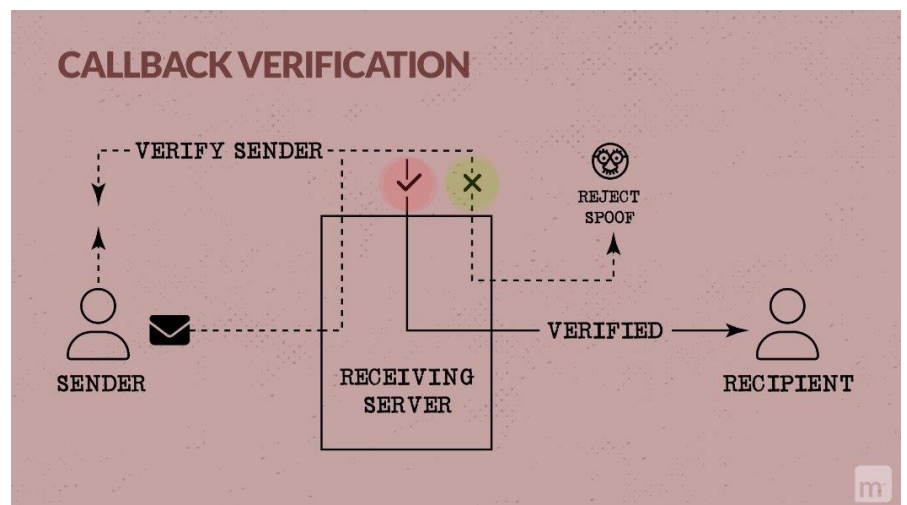 CALLBACK VERIFICATION
VERIFY SENDER
REJECT
SPOOF
VERIFIED
SENDER
RECEIVING
SERVER
RECIPIENT
m